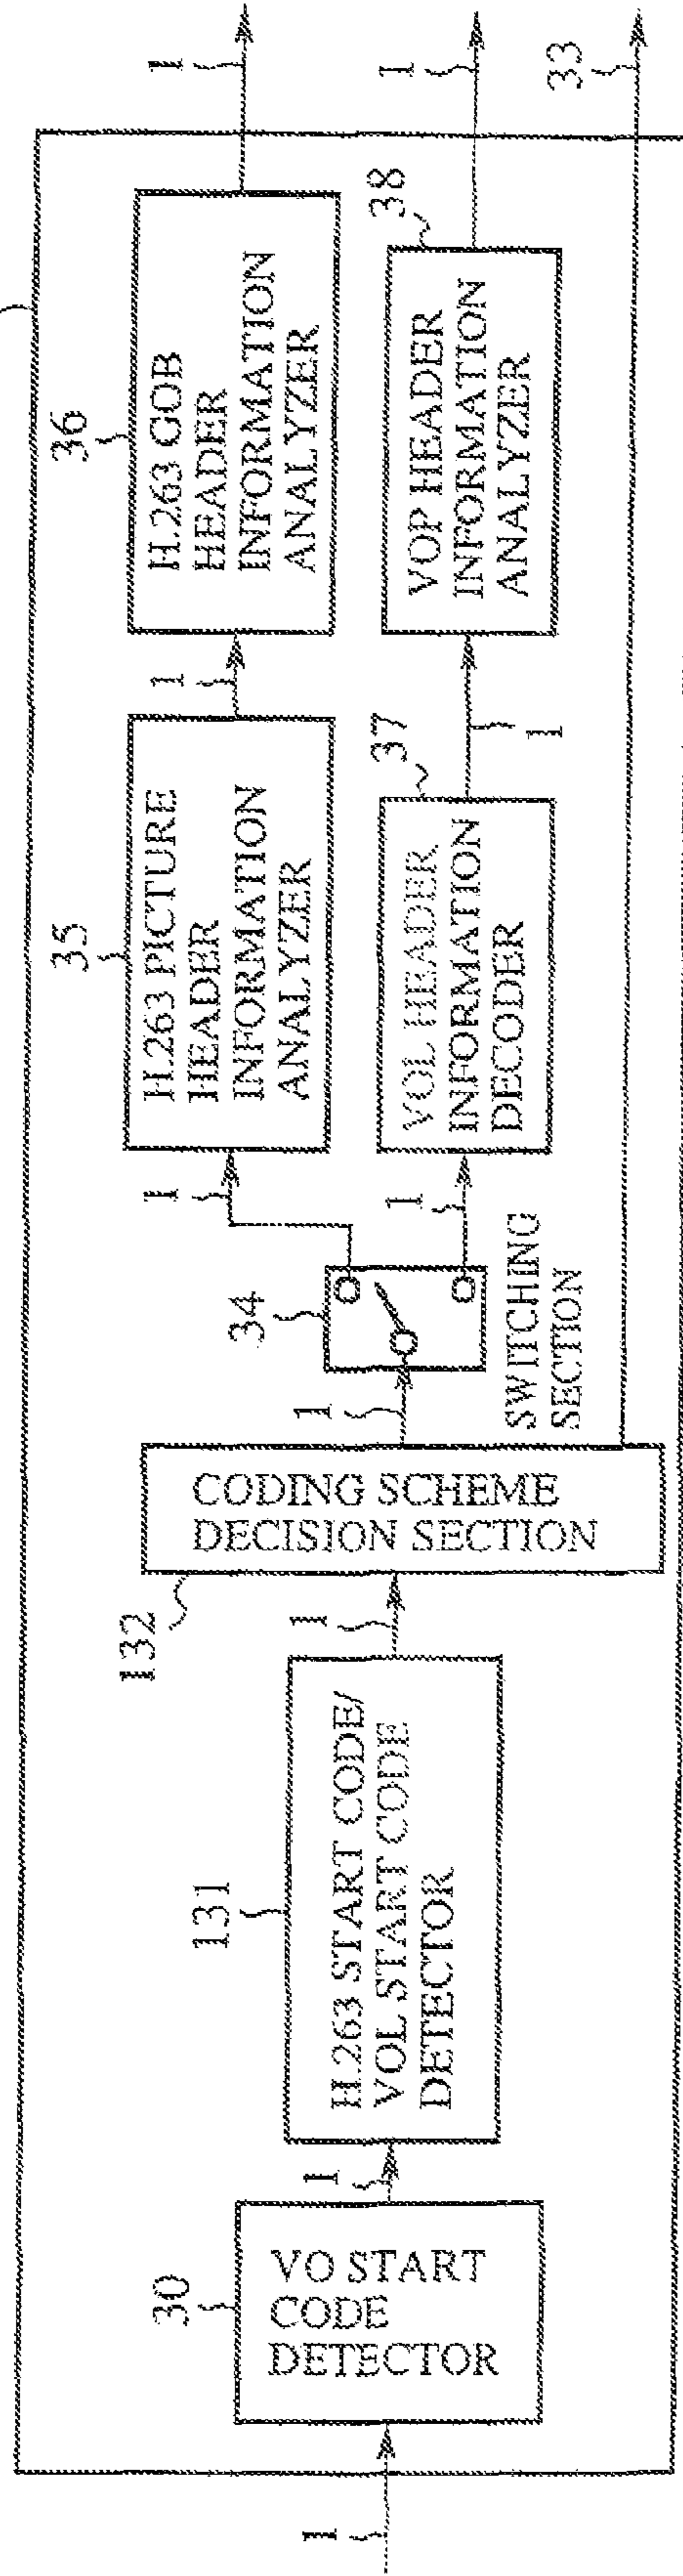 1
30
VO START
CODE
DETECTOR
1
131
H.263 START CODE/
VOL START CODE
DETECTOR
1
132
CODING SCHEME
DECISION SECTION
1
34
SWITCHING
SECTION
1
35
H.263 PICTURE
HEADER
INFORMATION
ANALYZER
1
36
H.263 GOB
HEADER
INFORMATION
ANALYZER
1
1
37
VOL HEADER
INFORMATION
DECODER
1
38
VOP HEADER
INFORMATION
ANALYZER
1
33